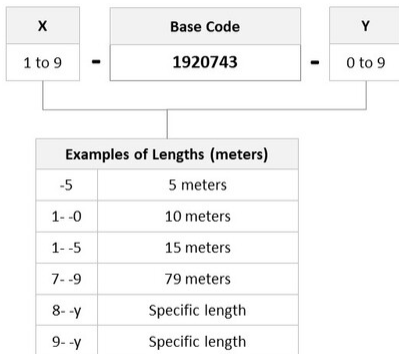 X Base Code Y
1 to 9 - 1920743 - 0 to 9
Examples of Lengths (meters)
-5 5 meters
1- -0 10 meters
1- -5 15 meters
7- -9 79 meters
8- -y Specific length
9- -y Specific length